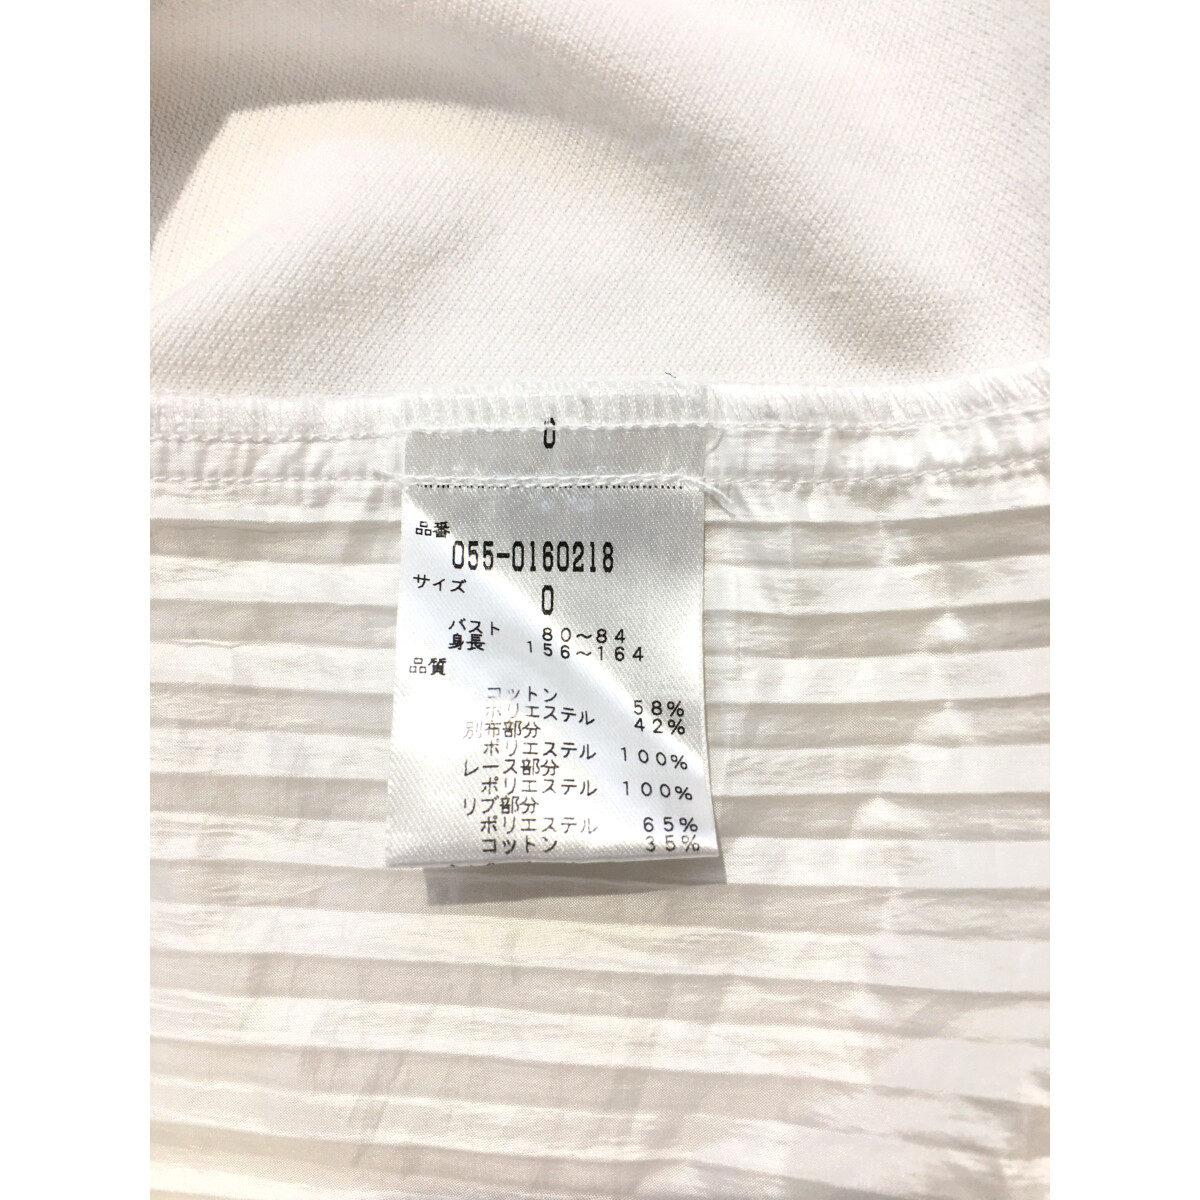 0
品番
055-0160218
サイズ
0
バスト 80〜84
身長 156〜164
品質
コットン 58%
ポリエステル 42%
別布部分
ポリエステル 100%
レース部分
ポリエステル 100%
リブ部分
ポリエステル 65%
コットン 35%